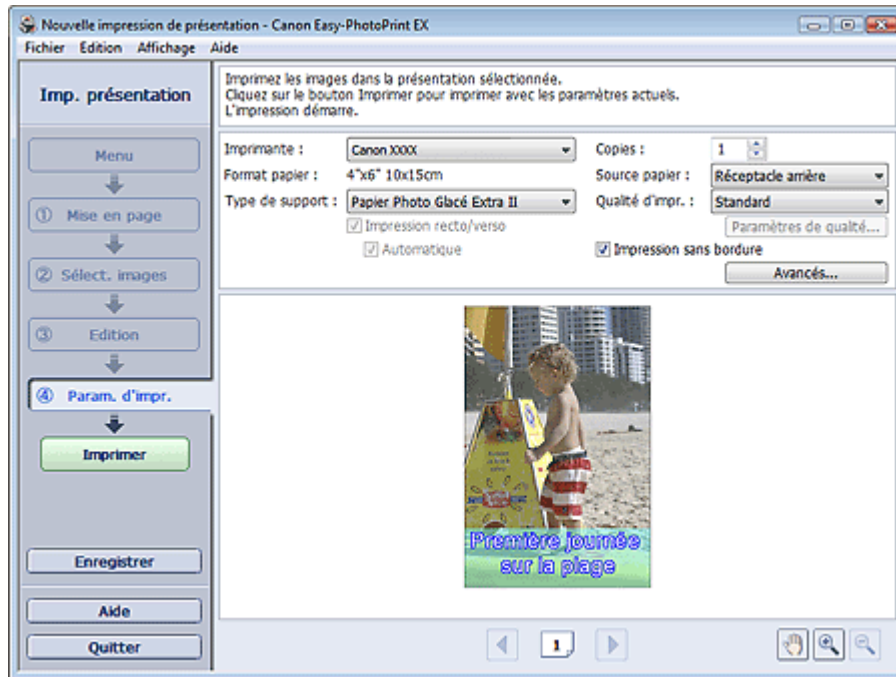 Nouvelle impression de présentation - Canon Easy-PhotoPrint EX
Fichier Edition Affichage Aide
Imp. présentation
Menu
① Mise en page
② Sélect. images
③ Edition
④ Param. d'impr.
Imprimer
Enregistrer
Aide
Quitter
Imprimez les images dans la présentation sélectionnée.
Cliquez sur le bouton Imprimer pour imprimer avec les paramètres actuels.
L'impression démarre.
Imprimante : Canon XXXX Copies : 1
Format papier : 4"x6" 10x15cm Source papier : Réceptacle arrière
Type de support : Papier Photo Glacé Extra II Qualité d'impr. : Standard
Impression recto/verso Paramètres de qualité...
Automatique Impression sans bordure
Avancés...
Première journée
sur la plage
1